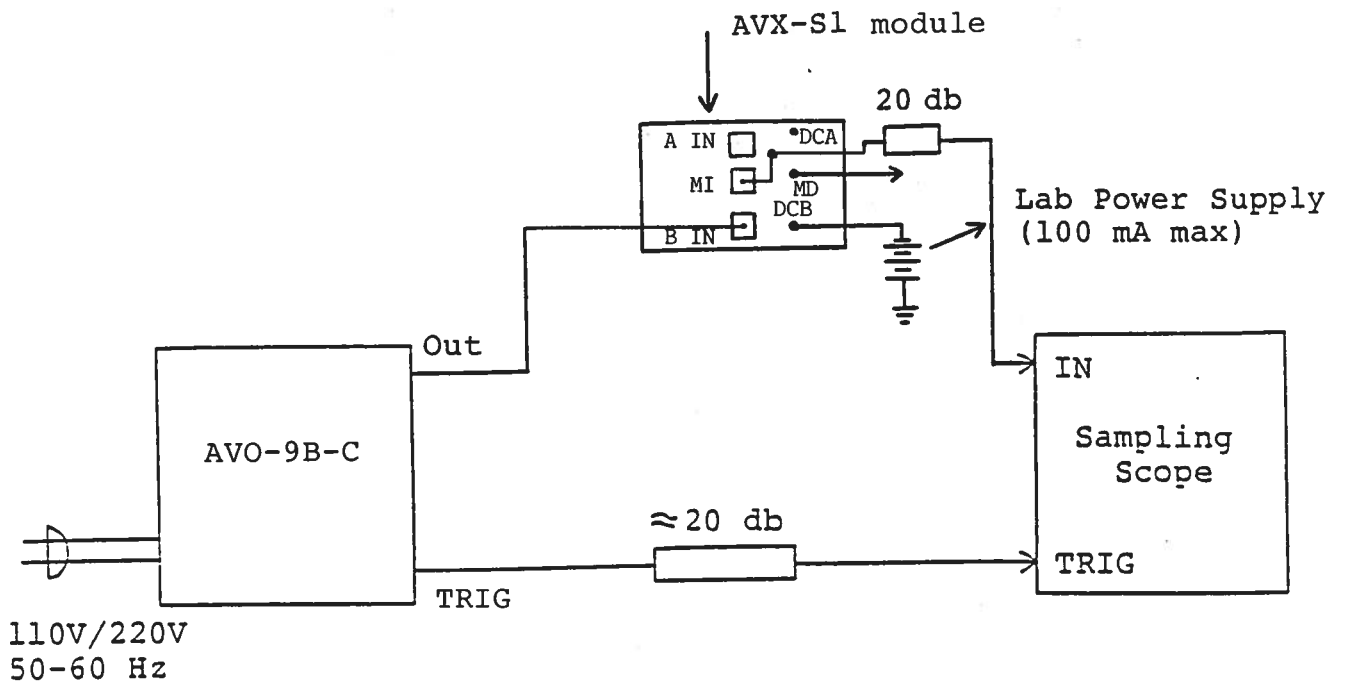 AVX-S1 module
20 db
A IN
DCA
MI
MD
DCB
B IN
Lab Power Supply
(100 mA max)
Out
IN
AVO-9B-C
Sampling
Scope
≈20 db
TRIG
TRIG
110V/220V
50-60 Hz